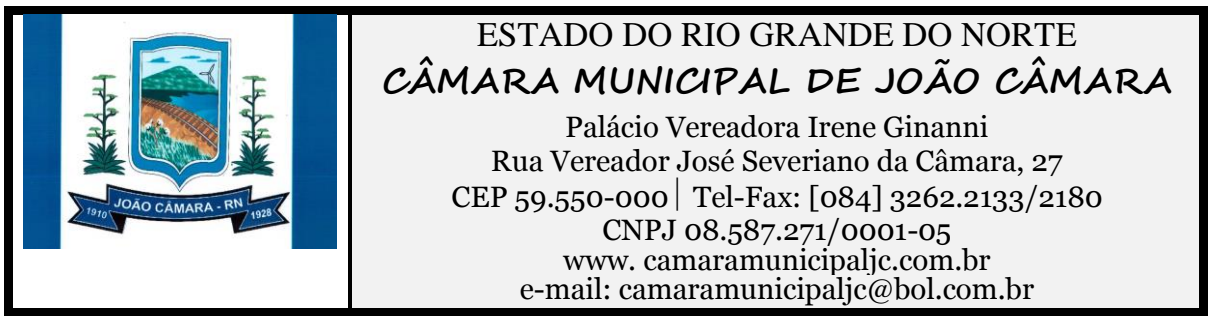 1910 JOÃO CÂMARA - RN 1928
ESTADO DO RIO GRANDE DO NORTE
CÂMARA MUNICIPAL DE JOÃO CÂMARA
Palácio Vereadora Irene Ginanni
Rua Vereador José Severiano da Câmara, 27
CEP 59.550-000| Tel-Fax: [084] 3262.2133/2180
CNPJ 08.587.271/0001-05
www. camaramunicipaljc.com.br
e-mail: camaramunicipaljc@bol.com.br